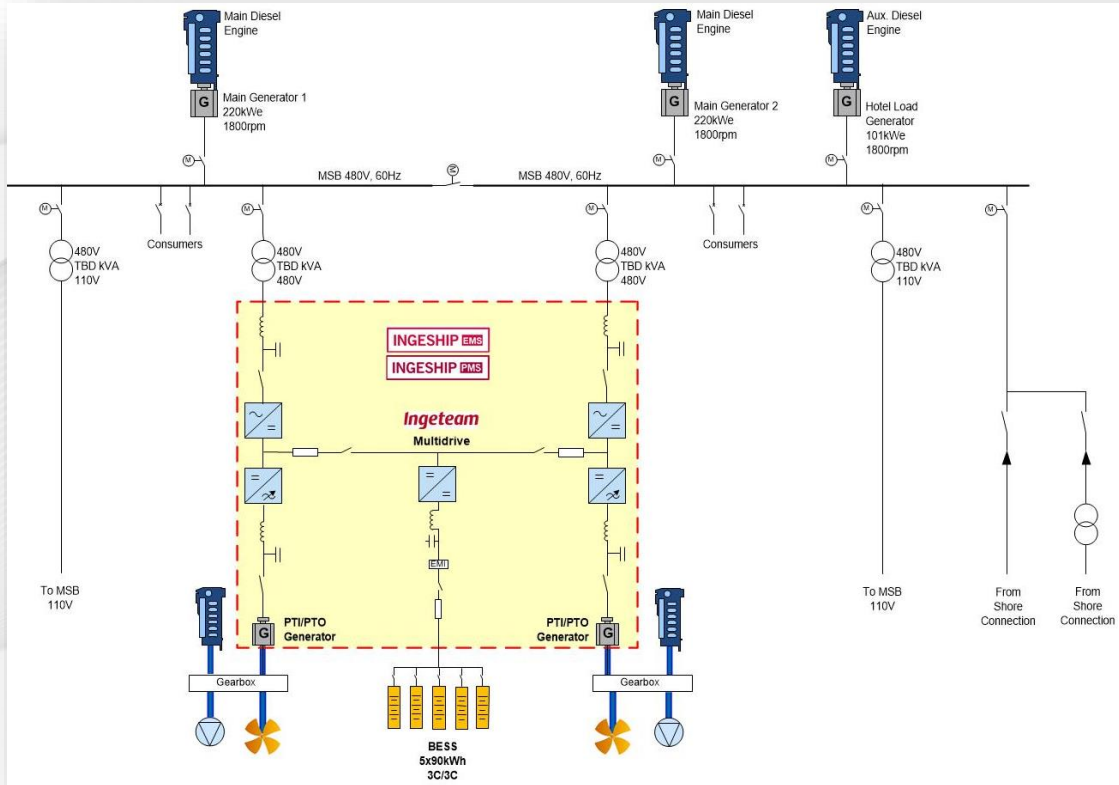 Main Diesel
Engine
G
Main Generator 1
220kWe
1800rpm
M
Main Diesel
Engine
G
Main Generator 2
220kWe
1800rpm
M
Aux. Diesel
Engine
G
Hotel Load
Generator
101kWe
1800rpm
M
MSB 480V, 60Hz
M
MSB 480V, 60Hz
M
480V
TBD kVA
110V
Consumers
M
480V
TBD kVA
480V
M
480V
TBD kVA
480V
Consumers
M
480V
TBD kVA
110V
M
INGESHIP EMS
INGESHIP PMS
Ingeteam
Multidrive
EMI
To MSB
110V
PTI/PTO
Generator
G
PTI/PTO
Generator
G
To MSB
110V
From
Shore
Connection
From
Shore
Connection
Gearbox
Gearbox
BESS
5x90kWh
3C/3C